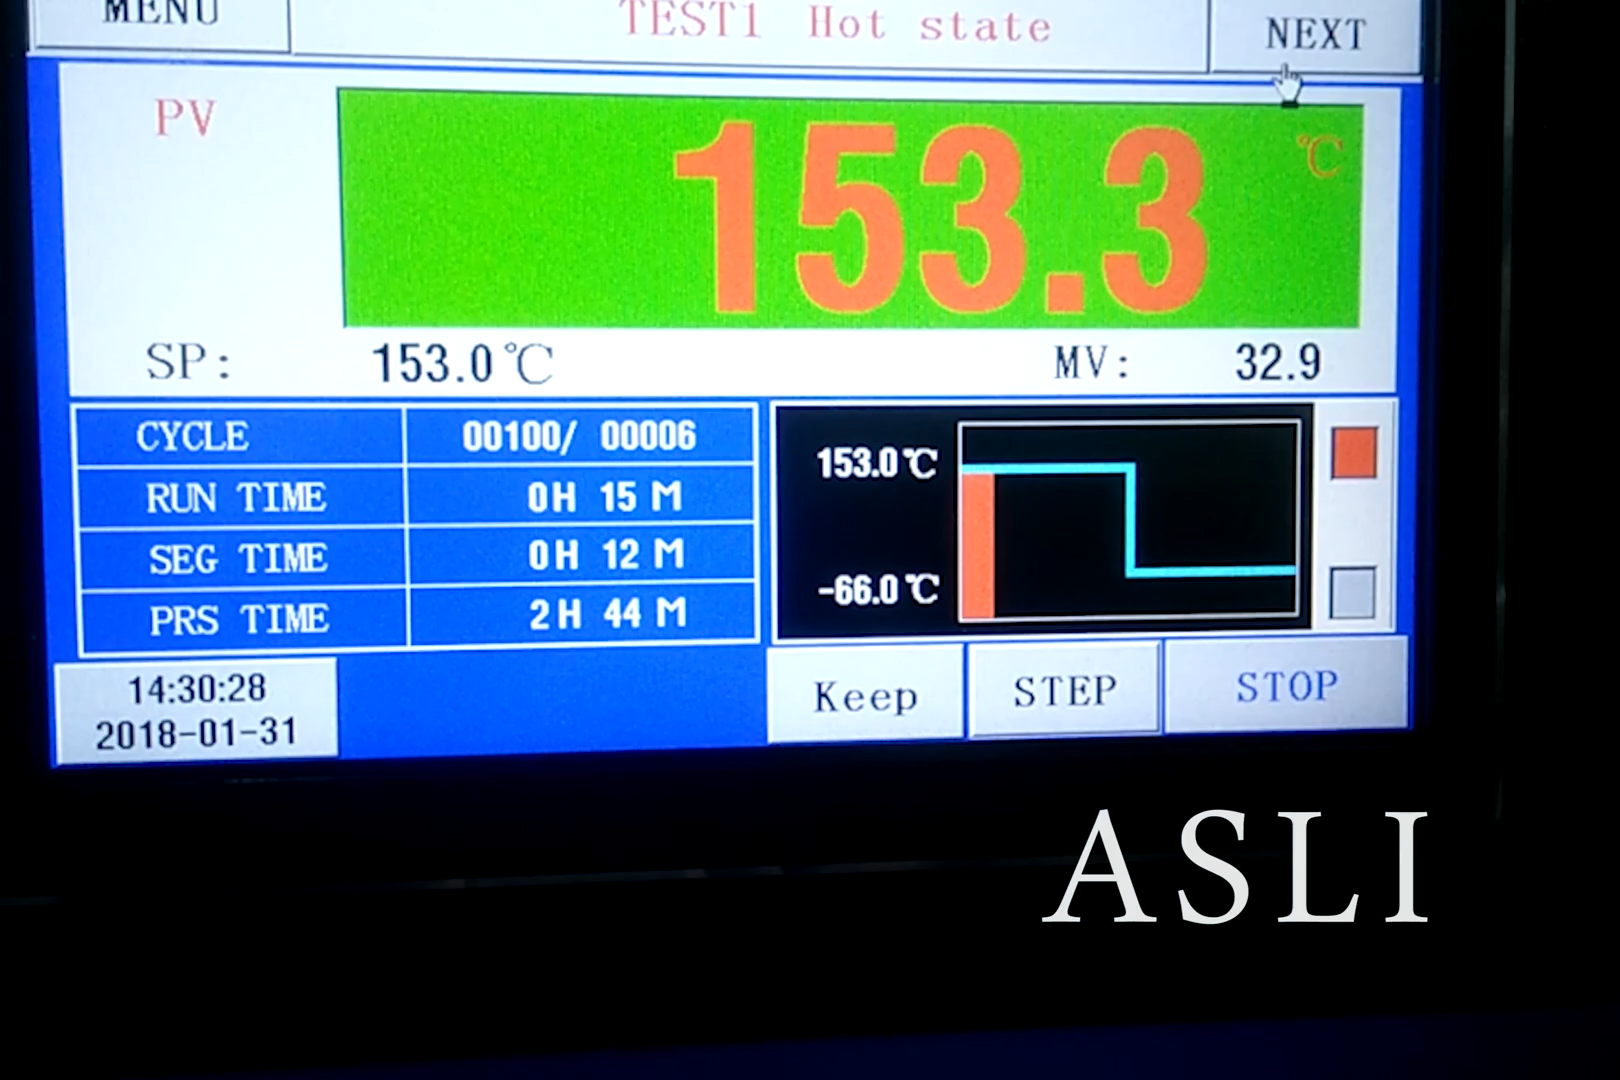 MENU
TEST1 Hot state
NEXT
PV
153.3 ℃
SP: 153.0℃
MV: 32.9
CYCLE 00100/ 00006
RUN TIME 0H 15 M
SEG TIME 0H 12 M
PRS TIME 2H 44 M
153.0℃
-66.0℃
14:30:28
2018-01-31
Keep
STEP
STOP
ASLI